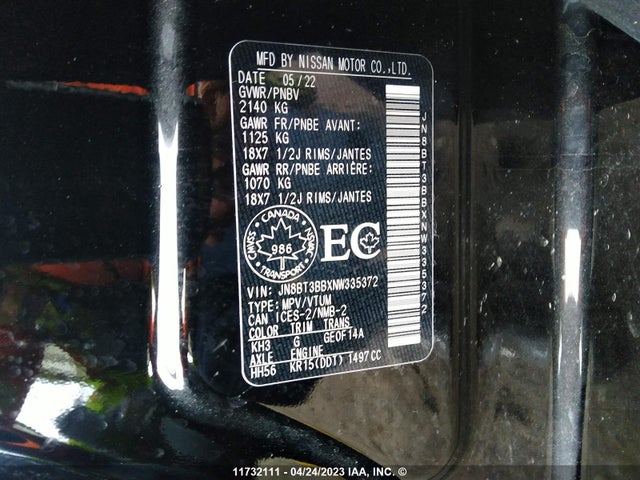 MFD BY NISSAN MOTOR CO.,LTD.
DATE 05/22
GVWR/PNBV
2140 KG
GAWR FR/PNBE AVANT:
1125 KG
18X7 1/2J RIMS/JANTES
GAWR RR/PNBE ARRIÈRE:
1070 KG
18X7 1/2J RIMS/JANTES
CANADA
986
TRANSPORT
EC
VIN: JN8BT3BBXNW335372
TYPE: MPV/VTUM
CAN ICES-2/NMB-2
COLOR TRIM TRANS
KH3 G GE0F14A
AXLE ENGINE
HH56 KR15(DDT) 1497CC
JN8BT3BBXNW335372
11732111 - 04/24/2023 IAA, INC. ©